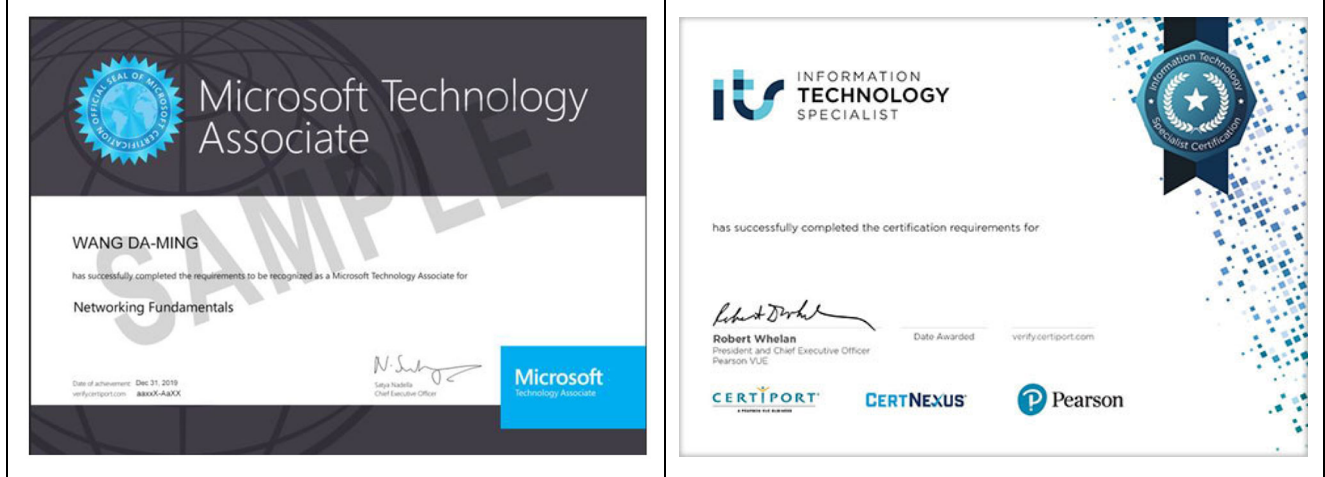 OFFICIAL SEAL OF MICROSOFT CERTIFICATION
Microsoft Technology
Associate
SAMPLE
WANG DA-MING
has successfully completed the requirements to be recognized as a Microsoft Technology Associate for
Networking Fundamentals
Date of achievement: Dec 31, 2019
verify.certiport.com aaxxX-AaXX
Satya Nadella
Chief Executive Officer
Microsoft
Technology Associate
its
INFORMATION
TECHNOLOGY
SPECIALIST
Information Technology
Specialist Certification
has successfully completed the certification requirements for
Robert Whelan
President and Chief Executive Officer
Pearson VUE
Date Awarded
verify.certiport.com
CERTIPORT
A PEARSON VUE BUSINESS
CERTNEXUS
P Pearson